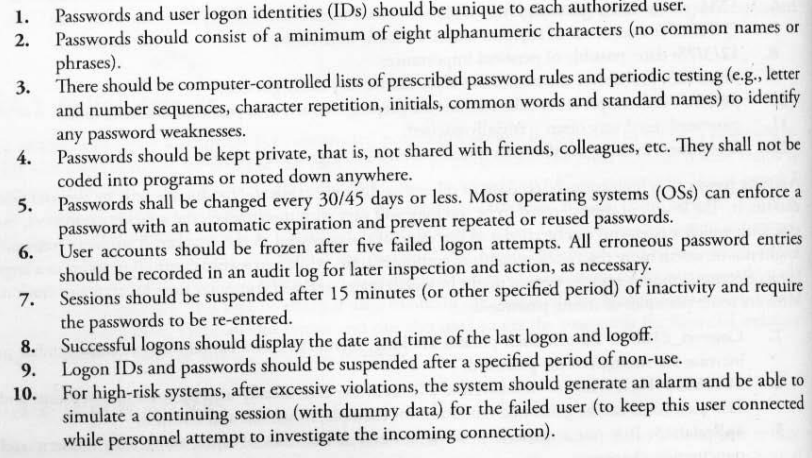 1. Passwords and user logon identities (IDs) should be unique to each authorized user.
2. Passwords should consist of a minimum of eight alphanumeric characters (no common names or
phrases).
3. There should be computer-controlled lists of prescribed password rules and periodic testing (e.g., letter
and number sequences, character repetition, initials, common words and standard names) to identify
any password weaknesses.
4. Passwords should be kept private, that is, not shared with friends, colleagues, etc. They shall not be
coded into programs or noted down anywhere.
5. Passwords shall be changed every 30/45 days or less. Most operating systems (OSs) can enforce a
password with an automatic expiration and prevent repeated or reused passwords.
6. User accounts should be frozen after five failed logon attempts. All erroneous password entries
should be recorded in an audit log for later inspection and action, as necessary.
7. Sessions should be suspended after 15 minutes (or other specified period) of inactivity and require
the passwords to be re-entered.
8. Successful logons should display the date and time of the last logon and logoff.
9. Logon IDs and passwords should be suspended after a specified period of non-use.
10. For high-risk systems, after excessive violations, the system should generate an alarm and be able to
simulate a continuing session (with dummy data) for the failed user (to keep this user connected
while personnel attempt to investigate the incoming connection).